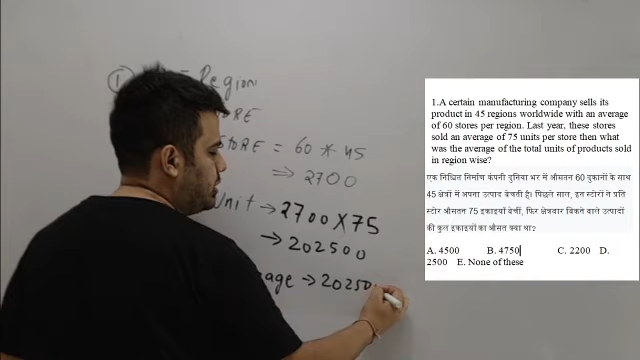 ① Region
ORE
STORE = 60 * 45
⇒ 2700
Unit → 2700 X 75
→ 202500
age → 20250
1.A certain manufacturing company sells its
product in 45 regions worldwide with an average
of 60 stores per region. Last year, these stores
sold an average of 75 units per store then what
was the average of the total units of products sold
in region wise?
एक निश्चित निर्माण कंपनी दुनिया भर में औसतन 60 दुकानों के साथ
45 क्षेत्रों में अपना उत्पाद बेचती है। पिछले साल, इन स्टोरों ने प्रति
स्टोर औसतन 75 इकाइयाँ बेचीं, फिर क्षेत्रवार बिकने वाले उत्पादों
की कुल इकाइयों का औसत क्या था?
A. 4500 B. 4750 C. 2200 D.
2500 E. None of these